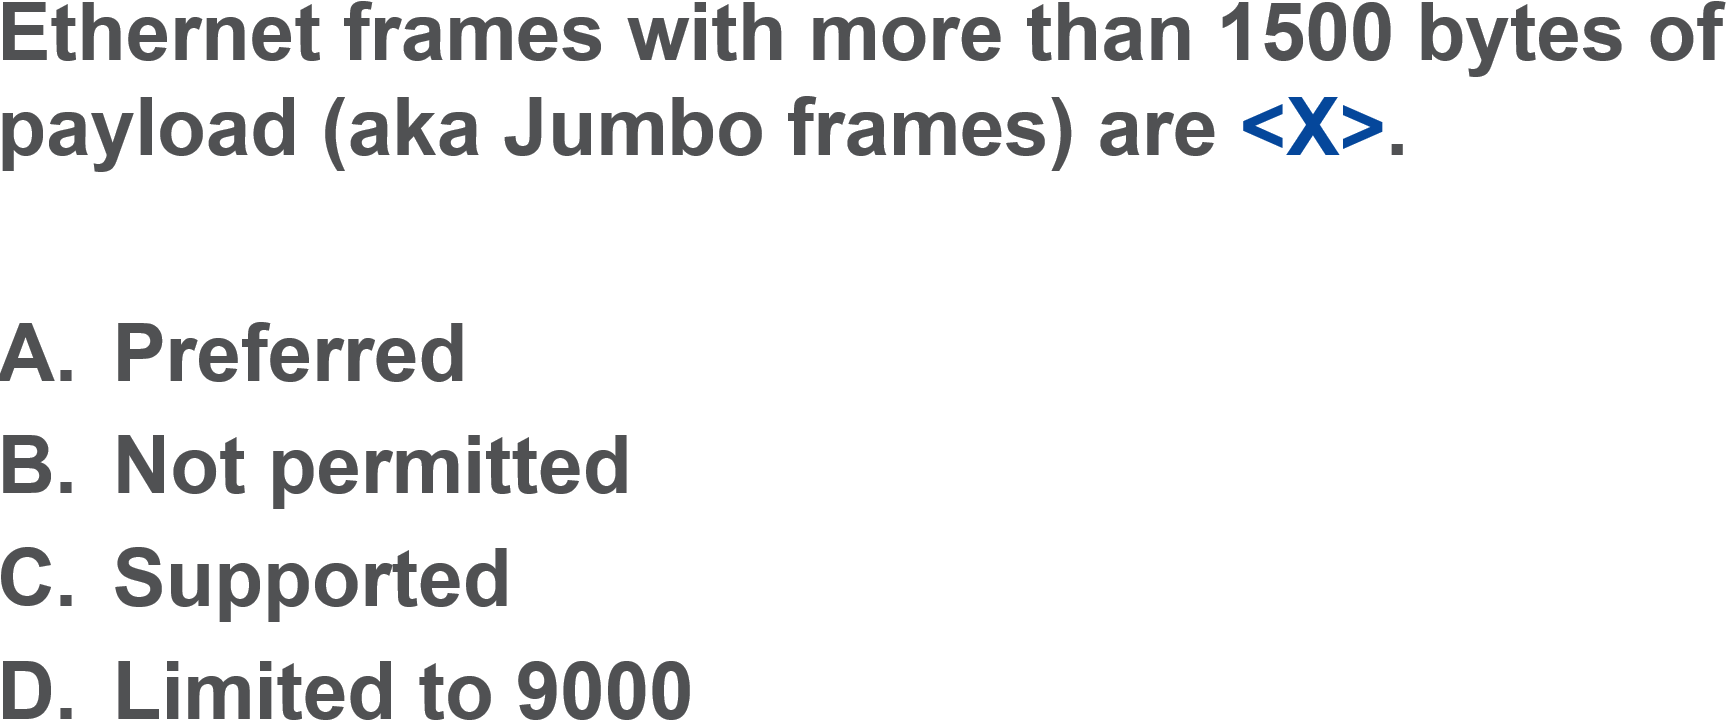 Ethernet frames with more than 1500 bytes of
payload (aka Jumbo frames) are <X>.
A. Preferred
B. Not permitted
C. Supported
D. Limited to 9000